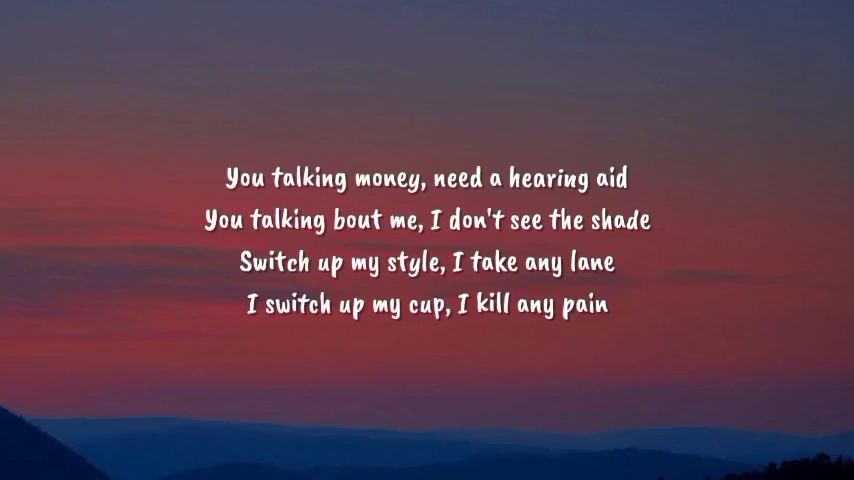 You talking money, need a hearing aid
You talking bout me, I don't see the shade
Switch up my style, I take any lane
I switch up my cup, I kill any pain